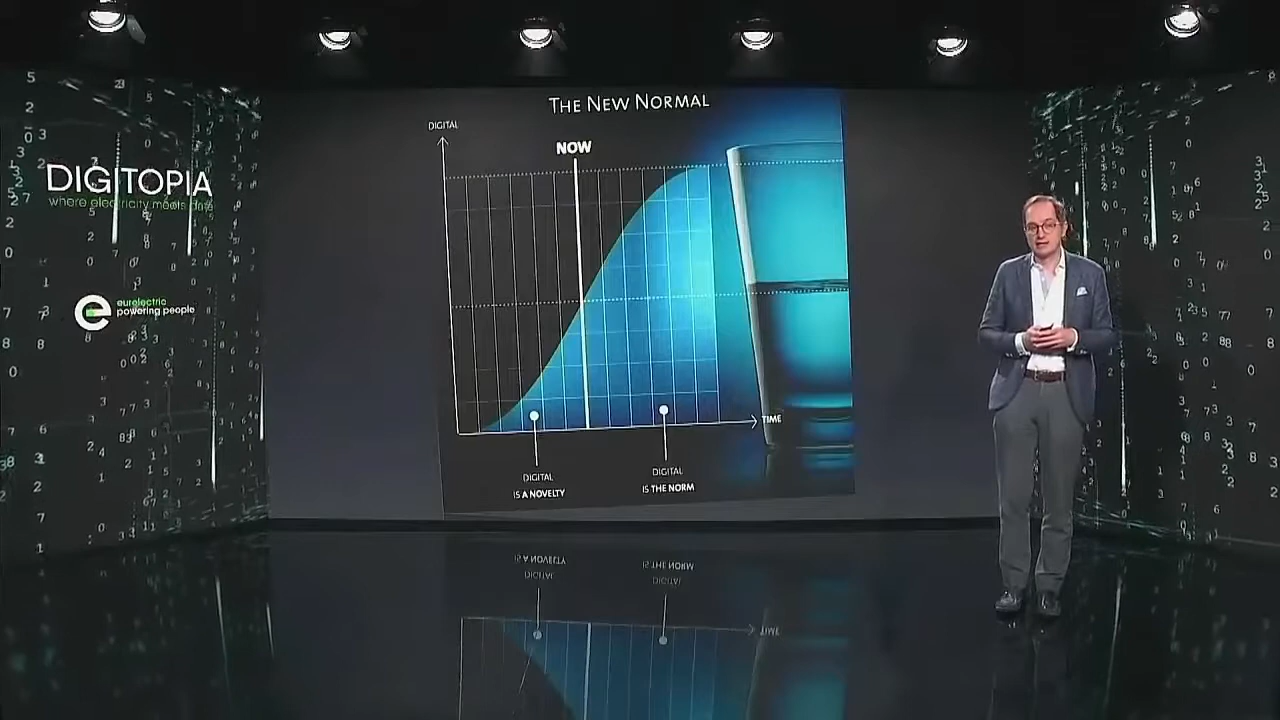 THE NEW NORMAL
DIGITAL
NOW
DIGITOPIA
where electricity meets data
eurelectric
powering people
TIME
DIGITAL
IS A NOVELTY
DIGITAL
IS THE NORM